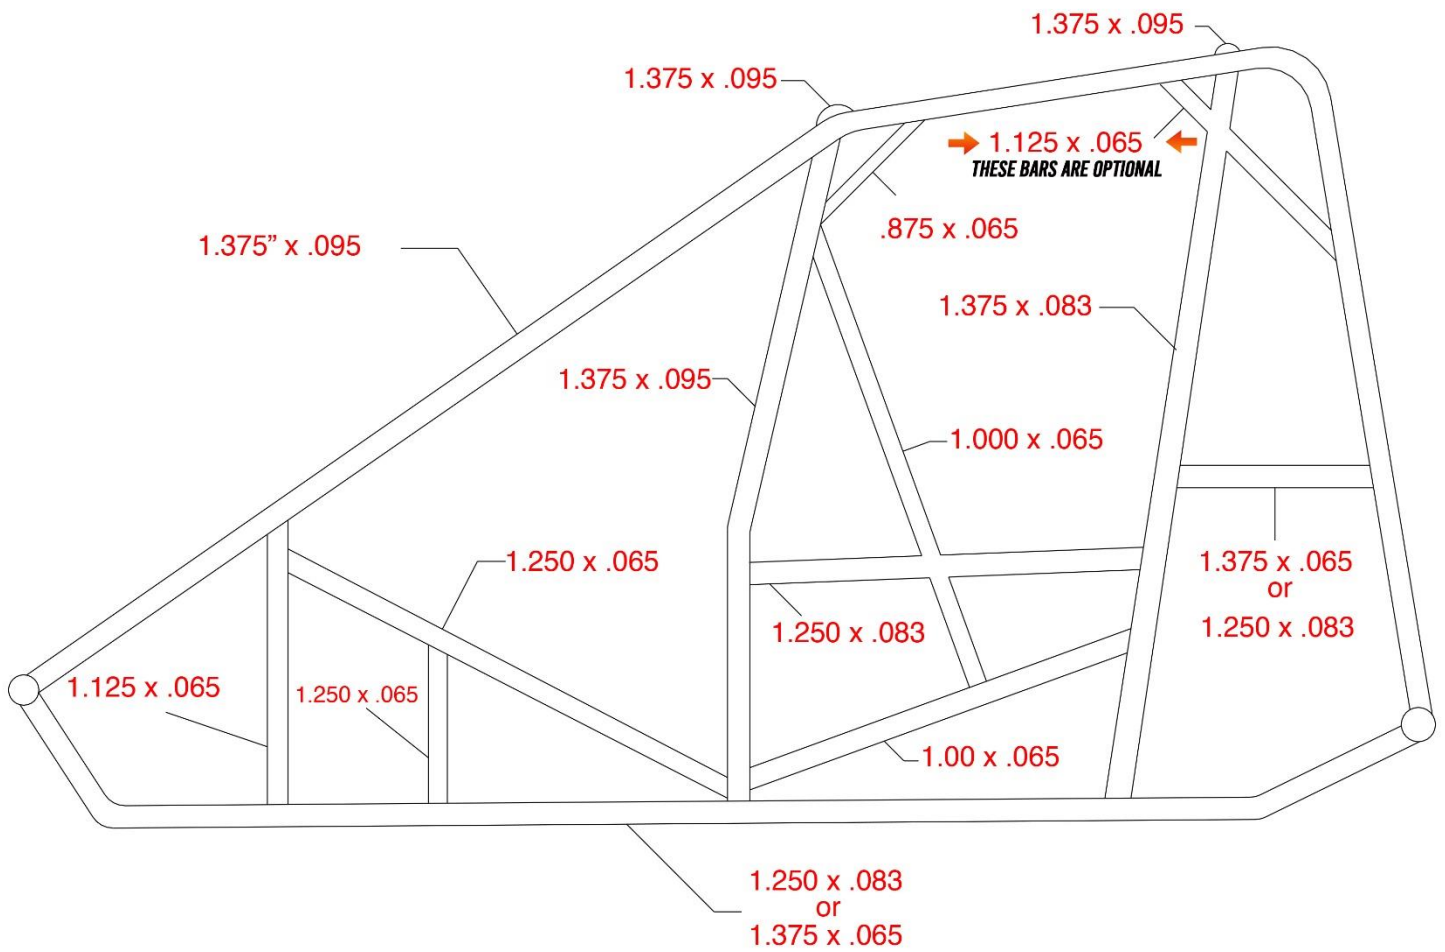 1.375 x .095
1.375 x .095
1.125 x .065
THESE BARS ARE OPTIONAL
.875 x .065
1.375” x .095
1.375 x .083
1.375 x .095
1.000 x .065
1.250 x .065
1.375 x .065
or
1.250 x .083
1.250 x .083
1.125 x .065
1.250 x .065
1.00 x .065
1.250 x .083
or
1.375 x .065